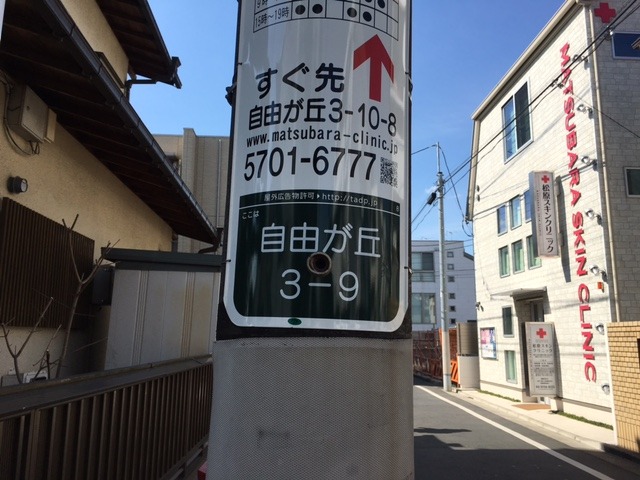 15時〜19時
すぐ先
自由が丘3-10-8
www.matsubara-clinic.jp
5701-6777
屋外広告物許可▶http://tadp.jp/
ここは
自由が丘
3-9
MATSUBARA SKIN CLINIC
松原スキンクリニック